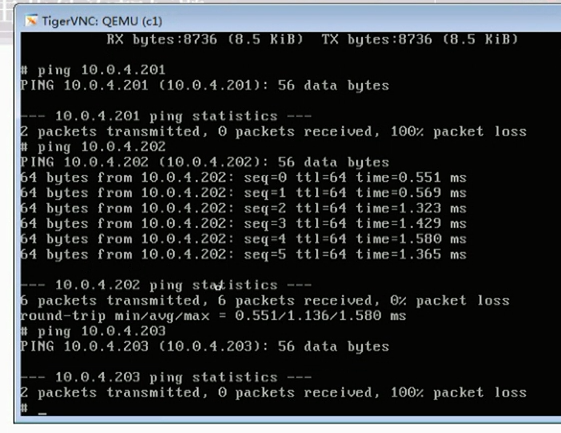 TigerVNC: QEMU (c1)
RX bytes:8736 (8.5 KiB) TX bytes:8736 (8.5 KiB)
# ping 10.0.4.201
PING 10.0.4.201 (10.0.4.201): 56 data bytes
--- 10.0.4.201 ping statistics ---
2 packets transmitted, 0 packets received, 100% packet loss
# ping 10.0.4.202
PING 10.0.4.202 (10.0.4.202): 56 data bytes
64 bytes from 10.0.4.202: seq=0 ttl=64 time=0.551 ms
64 bytes from 10.0.4.202: seq=1 ttl=64 time=0.569 ms
64 bytes from 10.0.4.202: seq=2 ttl=64 time=1.323 ms
64 bytes from 10.0.4.202: seq=3 ttl=64 time=1.429 ms
64 bytes from 10.0.4.202: seq=4 ttl=64 time=1.580 ms
64 bytes from 10.0.4.202: seq=5 ttl=64 time=1.365 ms
--- 10.0.4.202 ping statistics ---
6 packets transmitted, 6 packets received, 0% packet loss
round-trip min/avg/max = 0.551/1.136/1.580 ms
# ping 10.0.4.203
PING 10.0.4.203 (10.0.4.203): 56 data bytes
--- 10.0.4.203 ping statistics ---
2 packets transmitted, 0 packets received, 100% packet loss
# _